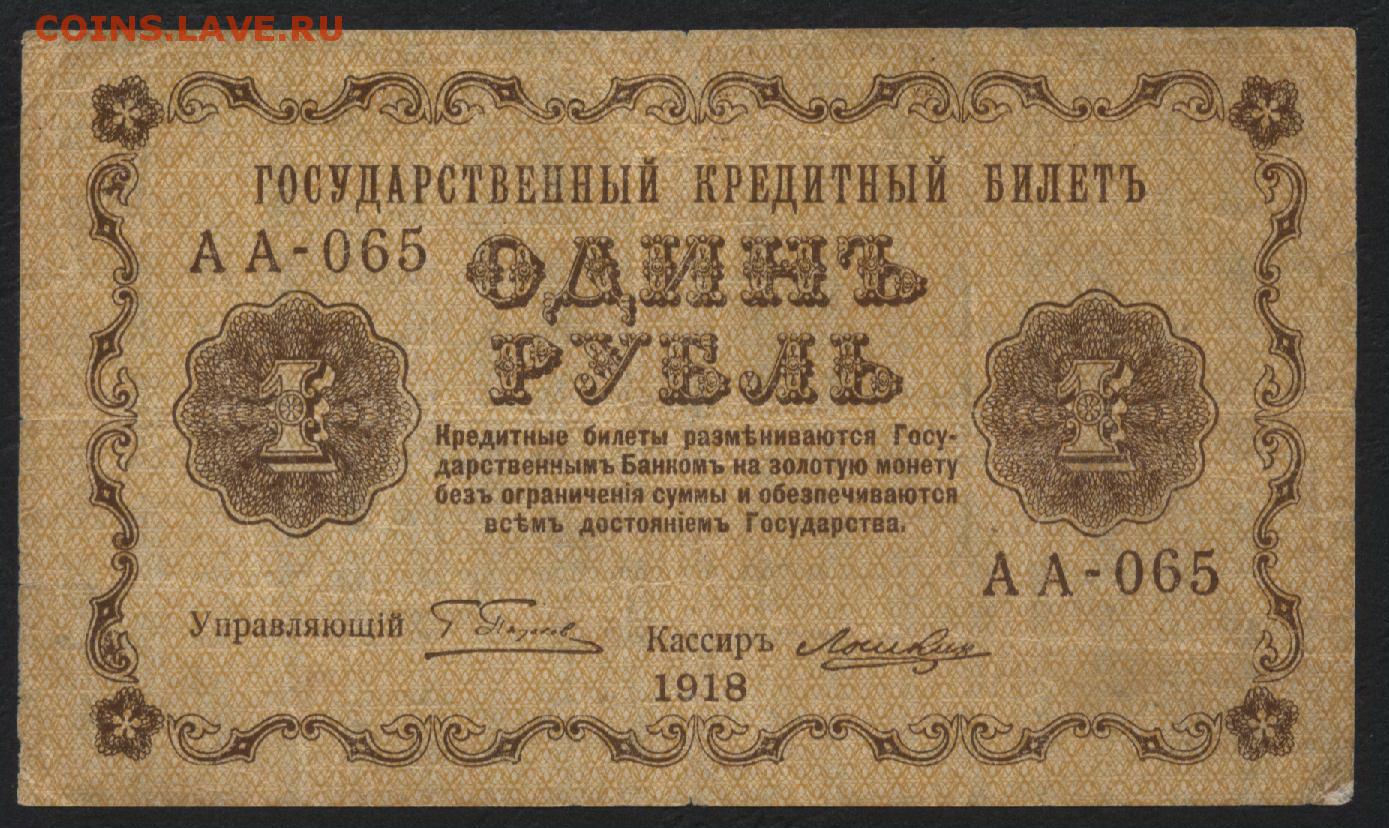 COINS.LAVE.RU
ГОСУДАРСТВЕННЫЙ КРЕДИТНЫЙ БИЛЕТЪ
АА-065
ОДИНЪ
РУБЛЬ
1
1
Кредитные билеты размѣниваются Госу-
дарственнымъ Банкомъ на золотую монету
безъ ограниченія суммы и обезпечиваются
всѣмъ достояніемъ Государства.
АА-065
Управляющій
Кассиръ
1918